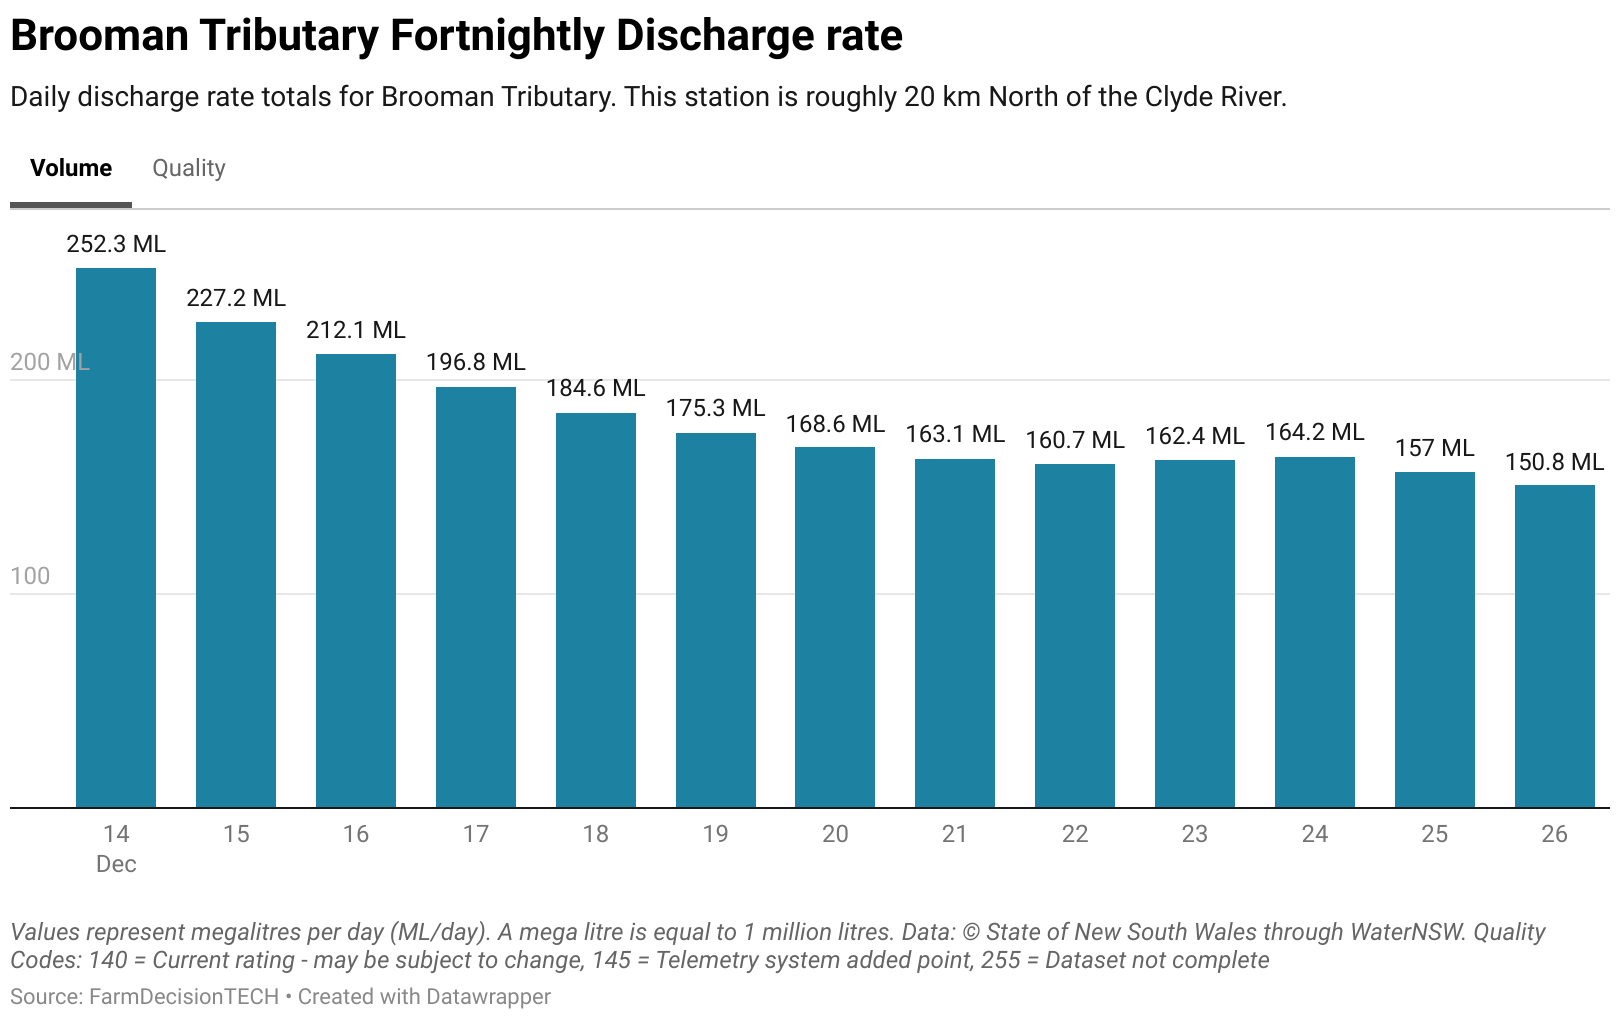 Brooman Tributary Fortnightly Discharge rate
Daily discharge rate totals for Brooman Tributary. This station is roughly 20 km North of the Clyde River.
Volume Quality
252.3 ML
227.2 ML
212.1 ML
196.8 ML
184.6 ML
175.3 ML
168.6 ML
163.1 ML
160.7 ML
162.4 ML
164.2 ML
157 ML
150.8 ML
200 ML
100
14 15 16 17 18 19 20 21 22 23 24 25 26
Dec
Values represent megalitres per day (ML/day). A mega litre is equal to 1 million litres. Data: © State of New South Wales through WaterNSW. Quality
Codes: 140 = Current rating - may be subject to change, 145 = Telemetry system added point, 255 = Dataset not complete
Source: FarmDecisionTECH • Created with Datawrapper